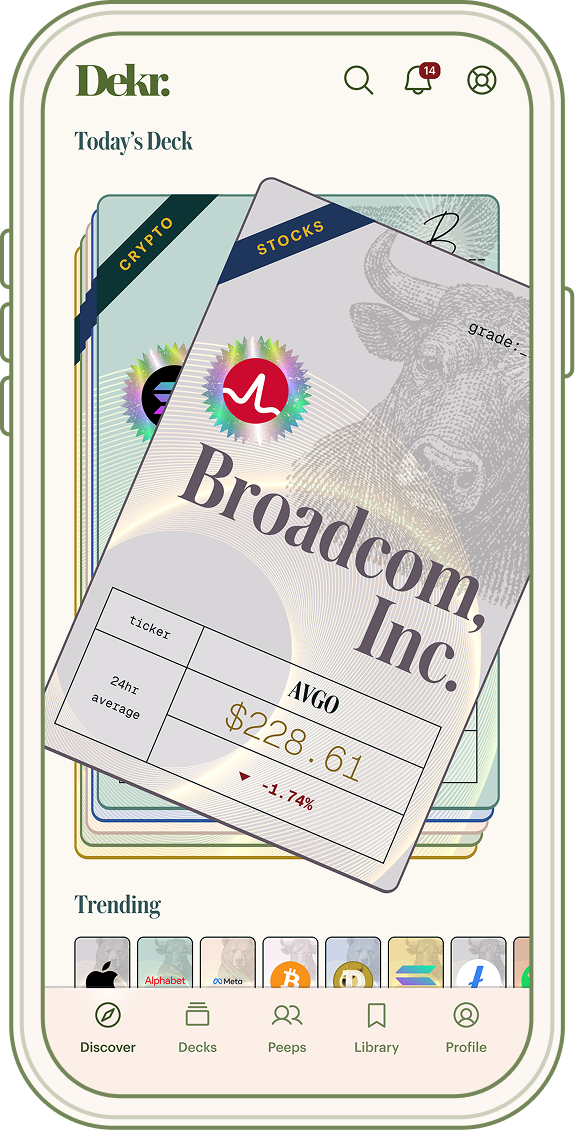 Dekr:
14
Today's Deck
CRYPTO
STOCKS
B
grade:_
Broadcom,
Inc.
ticker
AVGO
24hr
average
$228.61
-1.74%
Trending
Alphabet
Meta
Discover
Decks
Peeps
Library
Profile